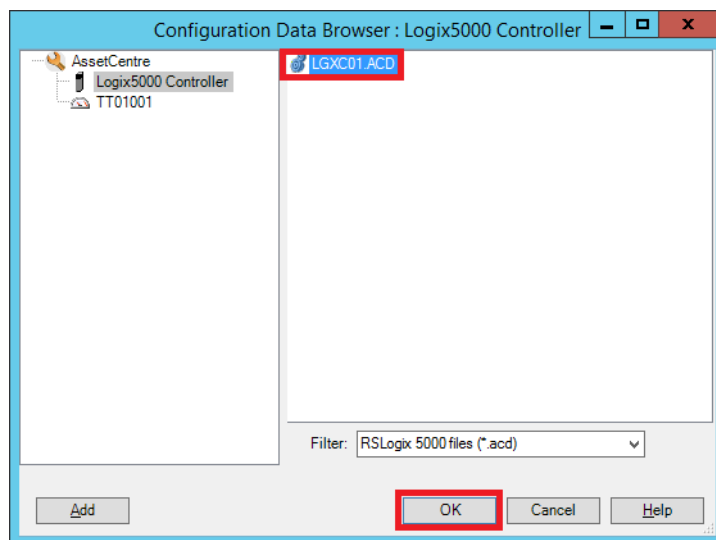 Configuration Data Browser : Logix5000 Controller
AssetCentre
Logix5000 Controller
TT01001
LGXC01.ACD
Filter: RSLogix 5000 files (*.acd)
Add OK Cancel Help